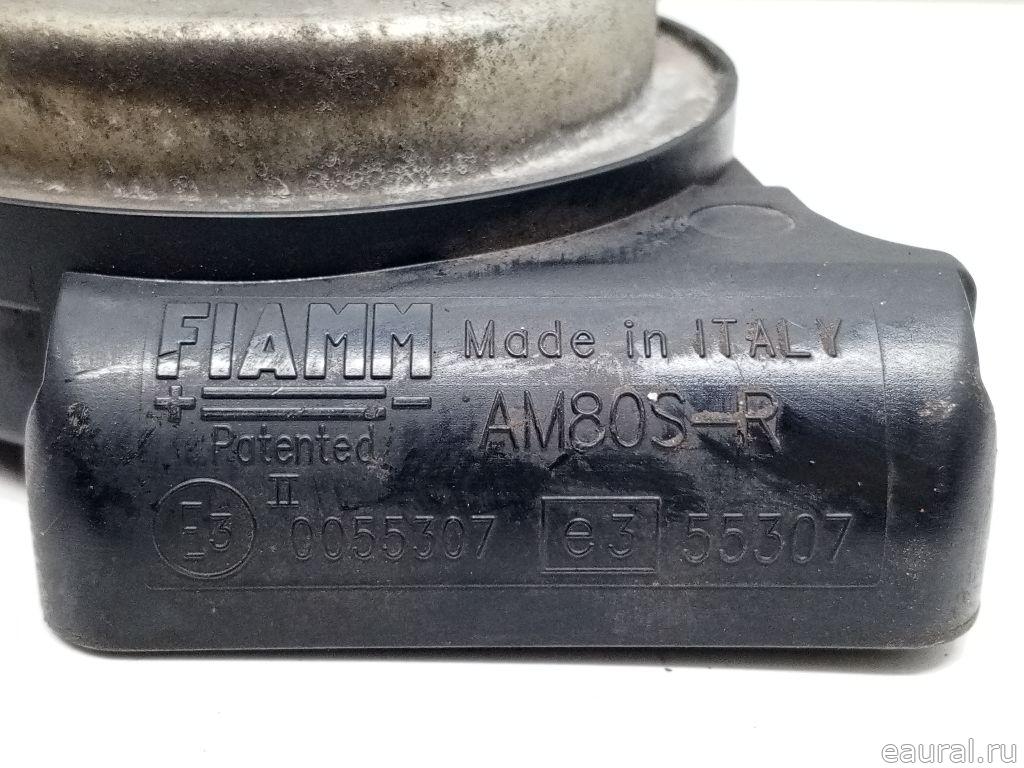 FIAMM Made in ITALY
+ - AM80S-R
Patented
II
E3 0055307 e3 55307
eaural.ru